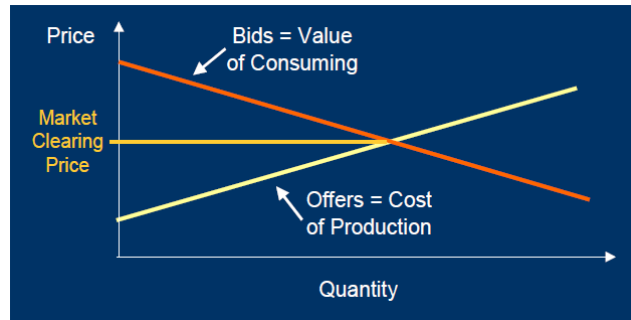 Price
Bids = Value
of Consuming
Market
Clearing
Price
Offers = Cost
of Production
Quantity